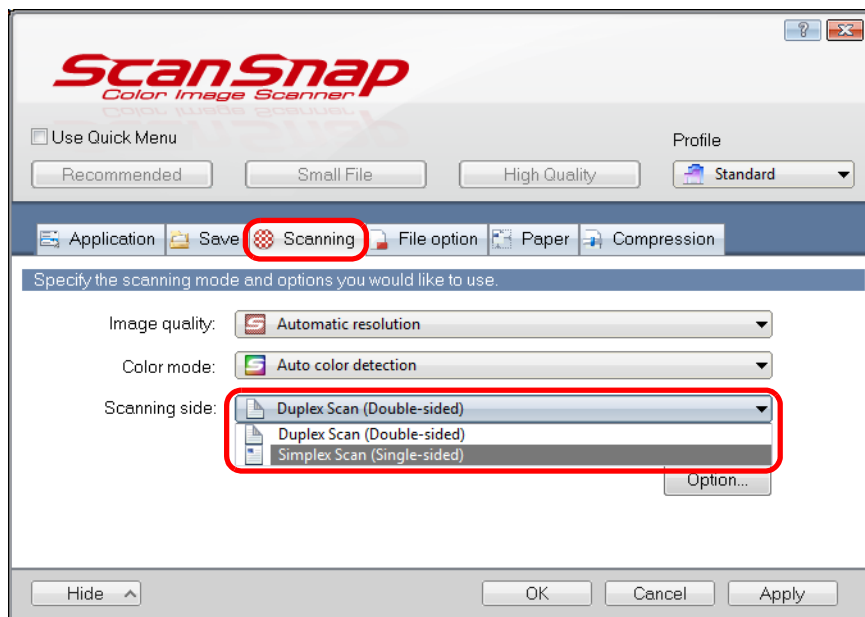 ScanSnap
Color Image Scanner
Use Quick Menu
Profile
Recommended Small File High Quality Standard
Application Save Scanning File option Paper Compression
Specify the scanning mode and options you would like to use.
Image quality: Automatic resolution
Color mode: Auto color detection
Scanning side: Duplex Scan (Double-sided)
Duplex Scan (Double-sided)
Simplex Scan (Single-sided)
Option...
Hide OK Cancel Apply